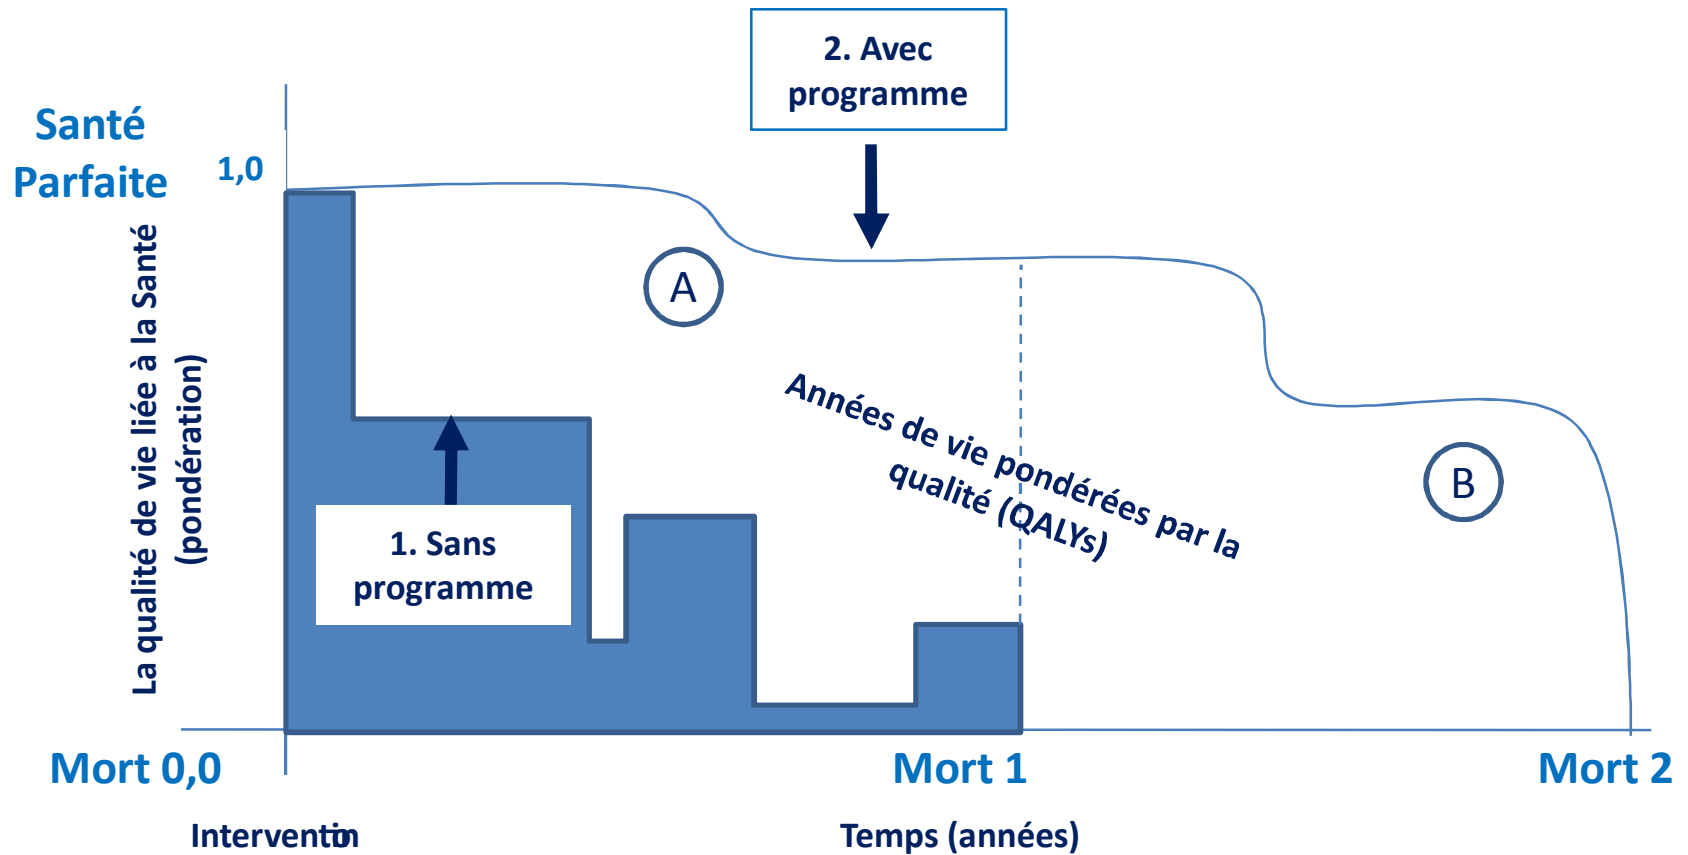 2. Avec
programme
Santé
Parfaite
1,0
La qualité de vie liée à la Santé
(pondération)
A
Années de vie pondérées par la
qualité (QALYs)
B
1. Sans
programme
Mort 0,0
Mort 1
Mort 2
Intervention
Temps (années)